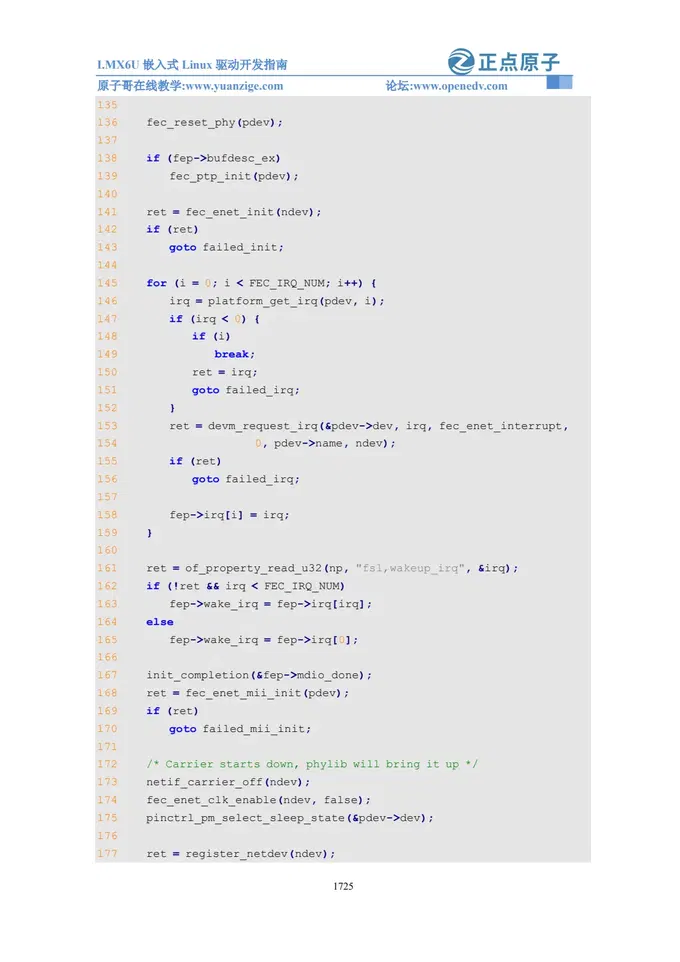 I.MX6U 嵌入式 Linux 驱动开发指南
正点原子
原子哥在线教学:www.yuanzige.com 论坛:www.openedv.com
135
136 fec_reset_phy(pdev);
137
138 if (fep->bufdesc_ex)
139 fec_ptp_init(pdev);
140
141 ret = fec_enet_init(ndev);
142 if (ret)
143 goto failed_init;
144
145 for (i = 0; i < FEC_IRQ_NUM; i++) {
146 irq = platform_get_irq(pdev, i);
147 if (irq < 0) {
148 if (i)
149 break;
150 ret = irq;
151 goto failed_irq;
152 }
153 ret = devm_request_irq(&pdev->dev, irq, fec_enet_interrupt,
154 0, pdev->name, ndev);
155 if (ret)
156 goto failed_irq;
157
158 fep->irq[i] = irq;
159 }
160
161 ret = of_property_read_u32(np, "fsl,wakeup_irq", &irq);
162 if (!ret && irq < FEC_IRQ_NUM)
163 fep->wake_irq = fep->irq[irq];
164 else
165 fep->wake_irq = fep->irq[0];
166
167 init_completion(&fep->mdio_done);
168 ret = fec_enet_mii_init(pdev);
169 if (ret)
170 goto failed_mii_init;
171
172 /* Carrier starts down, phylib will bring it up */
173 netif_carrier_off(ndev);
174 fec_enet_clk_enable(ndev, false);
175 pinctrl_pm_select_sleep_state(&pdev->dev);
176
177 ret = register_netdev(ndev);
1725